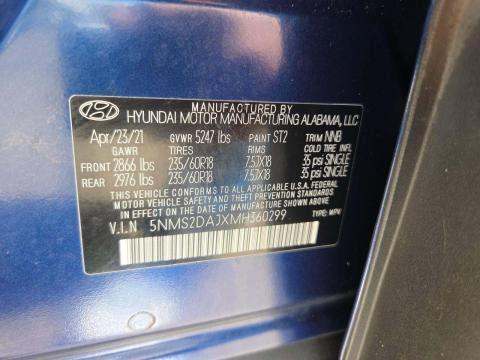 MANUFACTURED BY
HYUNDAI MOTOR MANUFACTURING ALABAMA, LLC
Apr/23/21 GVWR 5247 lbs PAINT ST2 TRIM NNB
GAWR TIRES RIMS COLD TIRE INFL
FRONT 2866 lbs 235/60R18 7.5JX18 35 psi SINGLE
REAR 2976 lbs 235/60R18 7.5JX18 35 psi SINGLE
THIS VEHICLE CONFORMS TO ALL APPLICABLE U.S.A. FEDERAL
MOTOR VEHICLE SAFETY AND THEFT PREVENTION STANDARDS
IN EFFECT ON THE DATE OF MANUFACTURE SHOWN ABOVE
V.I.N 5NMS2DAJXMH360299 TYPE: MPV